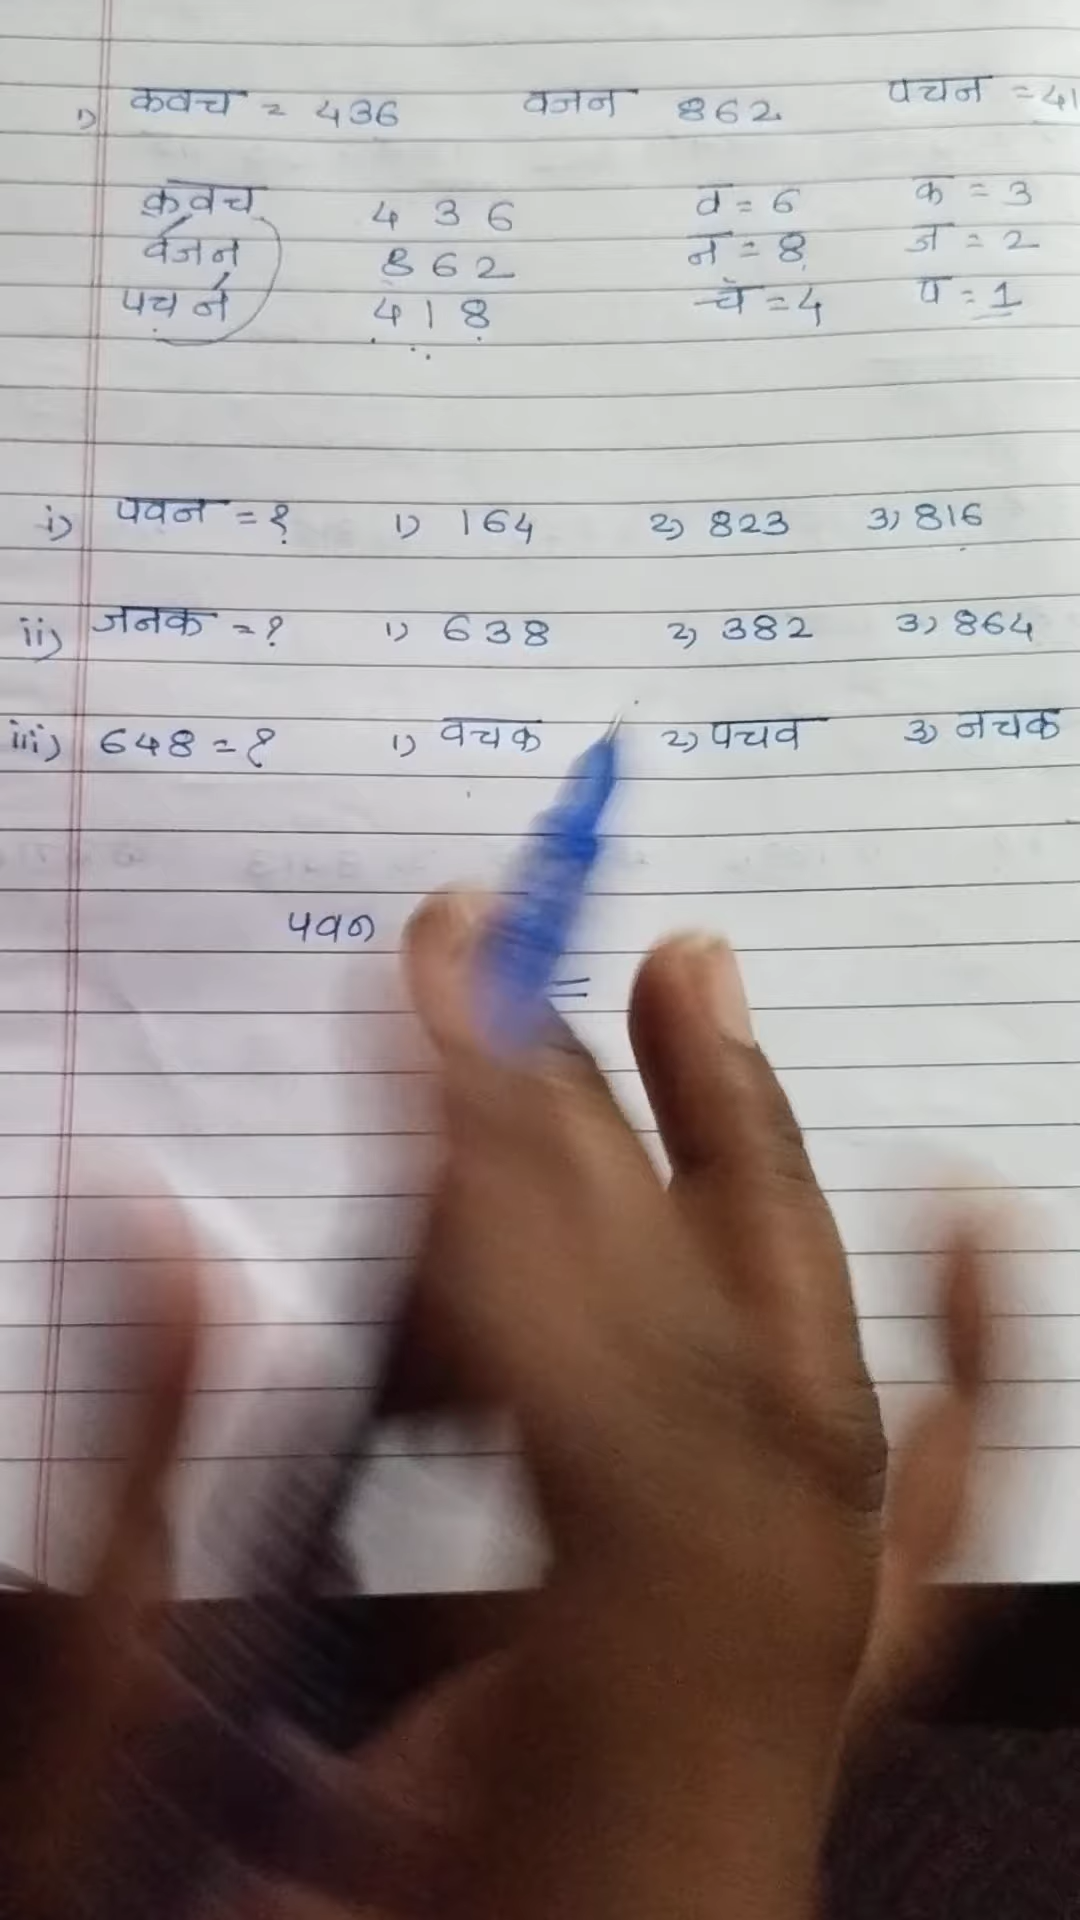 1) कवच = 436 वजन 862 पचन = 41
कवच 4 3 6 व = 6 क = 3
वजन 8 6 2 न = 8 ज = 2
पचन 4 1 8 च = 4 प = 1
i) पवन = ? 1) 164 2) 823 3) 816
ii) जनक = ? 1) 638 2) 382 3) 864
iii) 648 = ? 1) वचक 2) पचव 3) नचक
पवन =